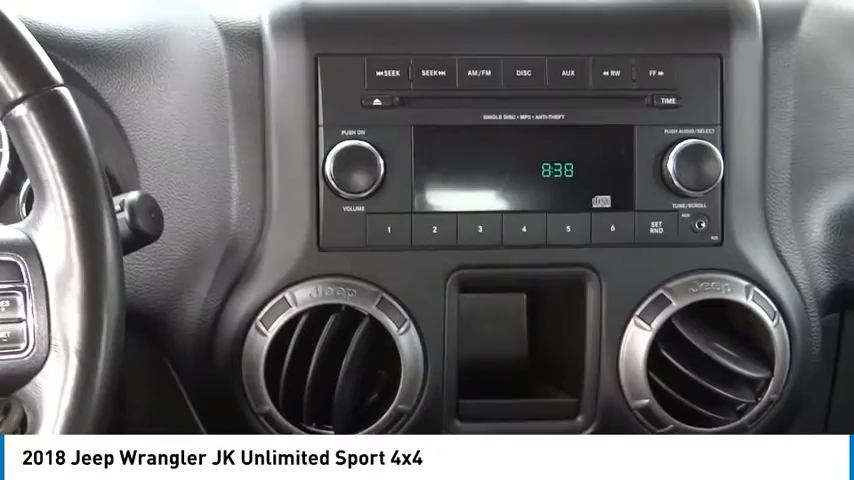 ⏮SEEK SEEK⏭ AM/FM DISC AUX ◂◂RW FF▸▸
TIME
SINGLE DISC • MP3 • ANTI-THEFT
PUSH ON PUSH-AUDIO/SELECT
8:38
VOLUME TUNE/SCROLL
1 2 3 4 5 6 SET RND AUX
Jeep Jeep
2018 Jeep Wrangler JK Unlimited Sport 4x4